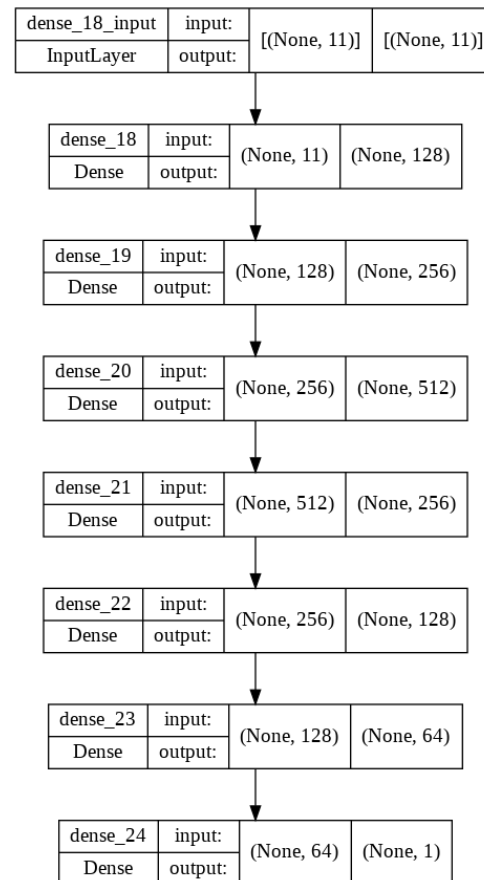 dense_18_input input: [(None, 11)] [(None, 11)]
InputLayer output:
dense_18 input: (None, 11) (None, 128)
Dense output:
dense_19 input: (None, 128) (None, 256)
Dense output:
dense_20 input: (None, 256) (None, 512)
Dense output:
dense_21 input: (None, 512) (None, 256)
Dense output:
dense_22 input: (None, 256) (None, 128)
Dense output:
dense_23 input: (None, 128) (None, 64)
Dense output:
dense_24 input: (None, 64) (None, 1)
Dense output: